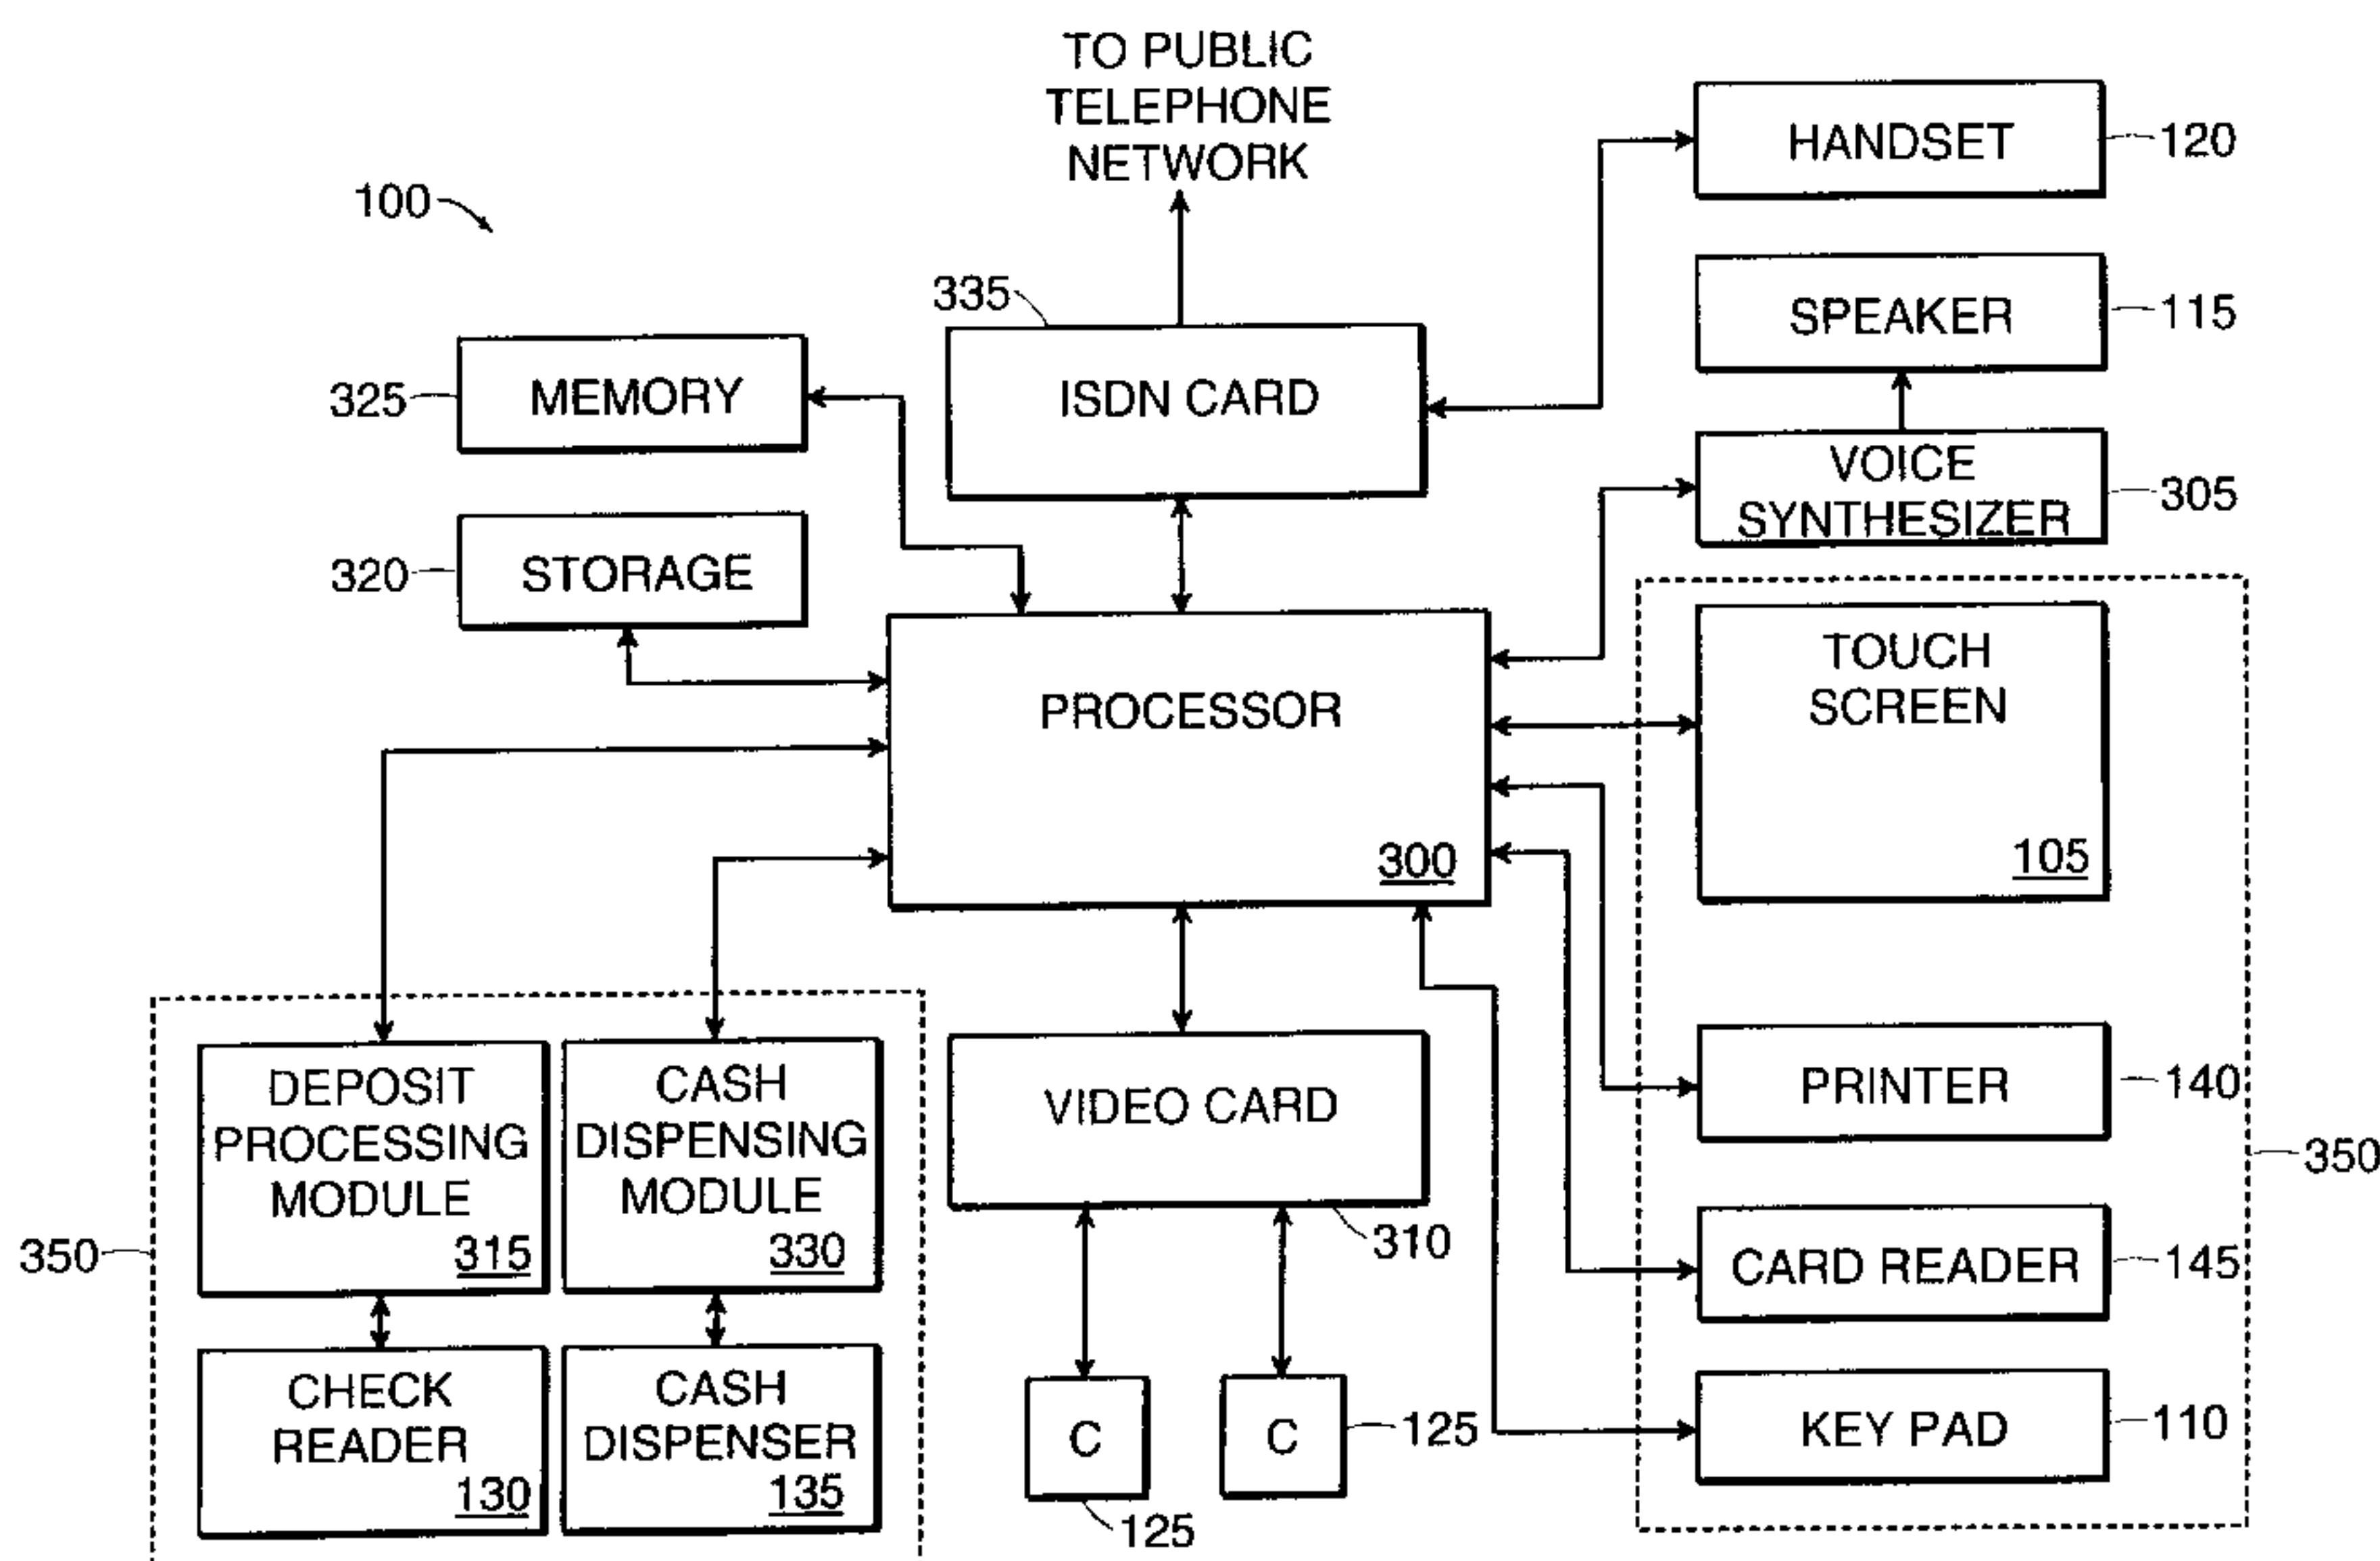 TO PUBLIC
TELEPHONE
NETWORK
100
HANDSET
120
335
SPEAKER
115
325
MEMORY
ISDN CARD
VOICE
SYNTHESIZER
305
320
STORAGE
TOUCH
SCREEN
105
PROCESSOR
300
DEPOSIT
PROCESSING
MODULE
315
CASH
DISPENSING
MODULE
330
VIDEO CARD
310
PRINTER
140
350
350
CARD READER
145
CHECK
READER
130
CASH
DISPENSER
135
C
125
C
125
KEY PAD
110